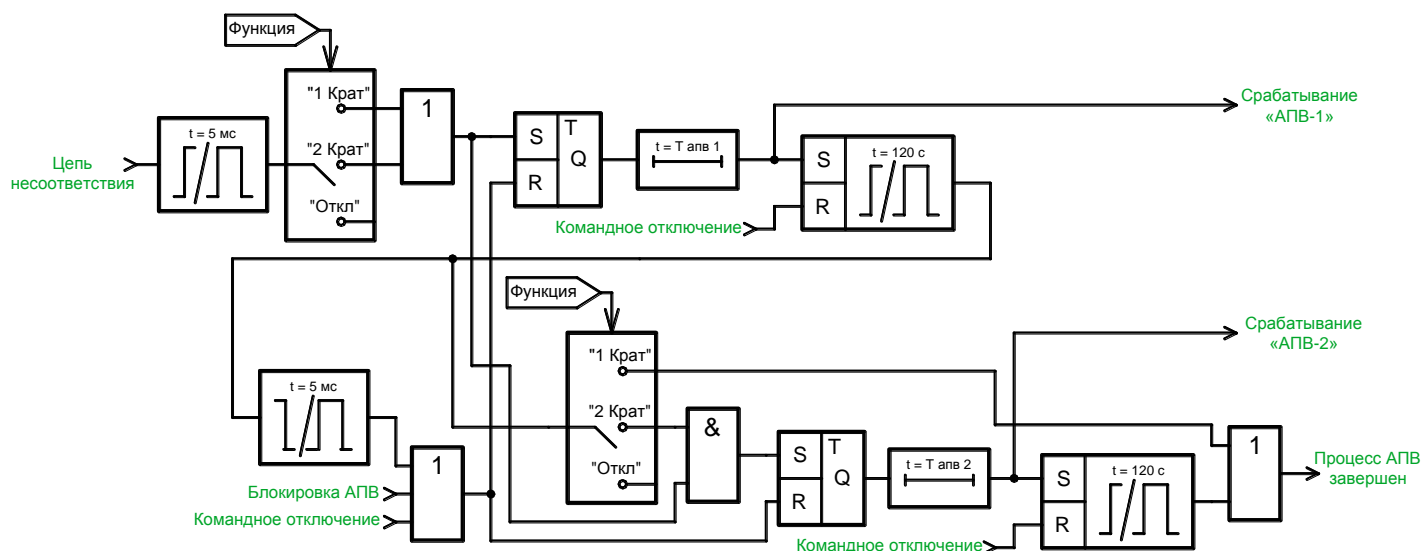 Функция
"1 Крат"
1
Срабатывание
«АПВ-1»
t = 5 мс
S
T
Q
R
t = Т апв 1
S
t = 120 с
R
"2 Крат"
Цепь
несоответствия
"Откл"
Командное отключение
Функция
Срабатывание
«АПВ-2»
"1 Крат"
t = 5 мс
"2 Крат"
&
S
T
Q
R
t = Т апв 2
S
t = 120 с
R
1
Процесс АПВ
завершен
"Откл"
1
Блокировка АПВ
Командное отключение
Командное отключение